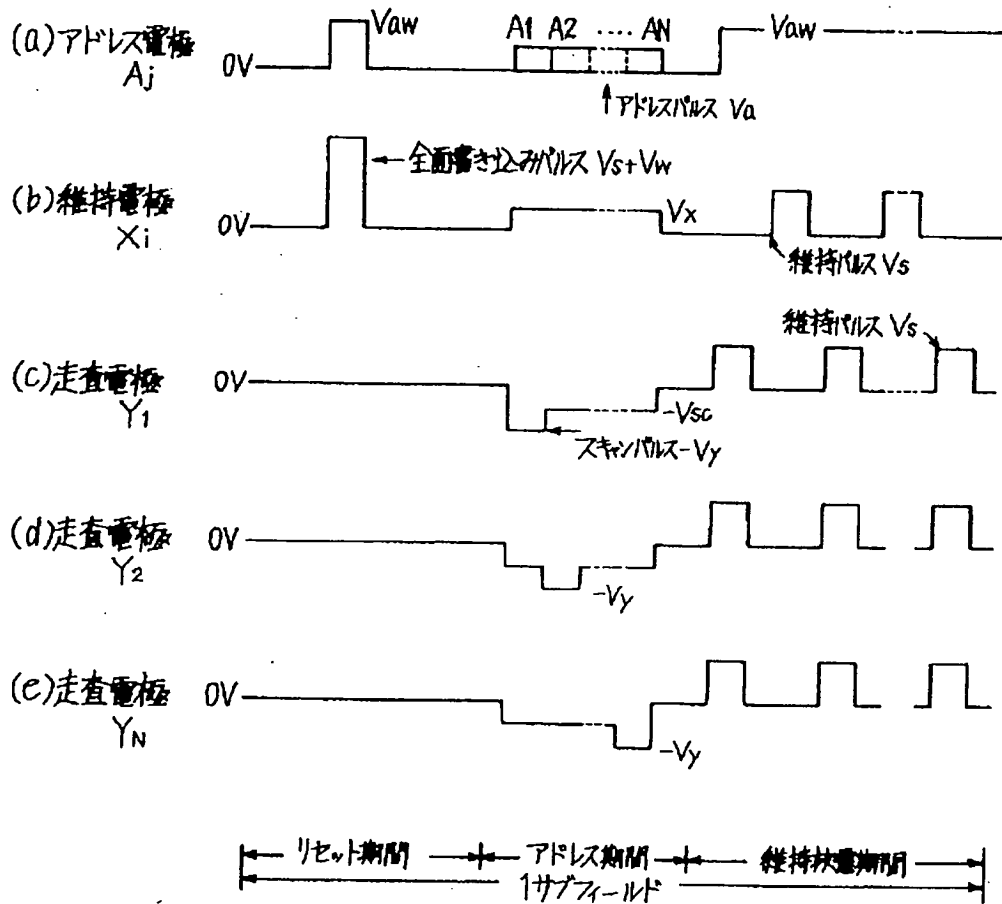 (a)アドレス電極
Aj
0V
Vaw
A1 A2 ‥‥ AN
Vaw
アドレスパルス Va
(b)維持電極
Xi
0V
全面書き込みパルス Vs+Vw
Vx
維持パルス Vs
維持パルス Vs
(c)走査電極
Y1
0V
-Vsc
スキャンパルス-Vy
(d)走査電極
Y2
0V
-Vy
(e)走査電極
YN
0V
-Vy
リセット期間
アドレス期間
維持放電期間
1サブフィールド